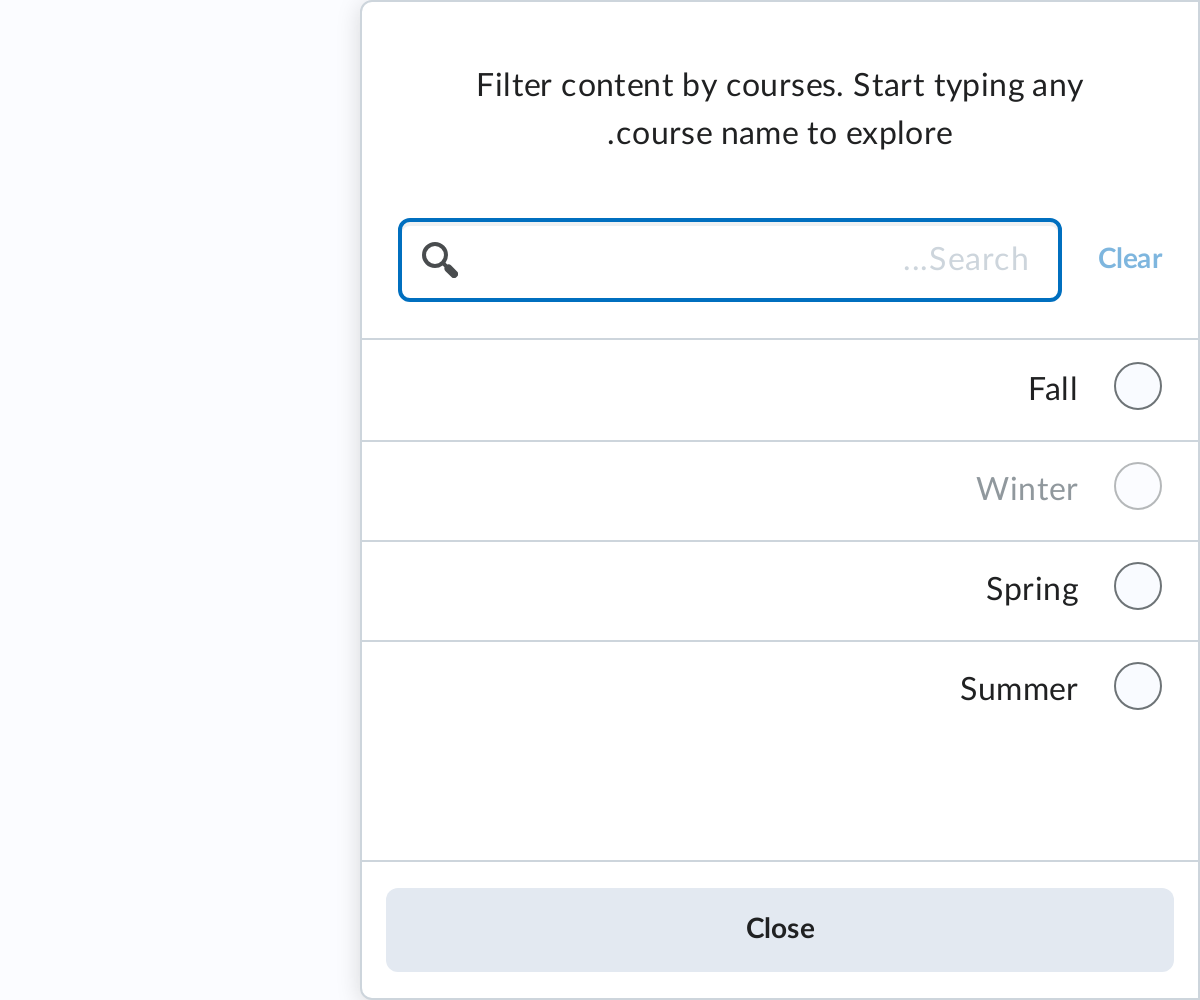 Filter content by courses. Start typing any
.course name to explore
...Search
Clear
Fall
Winter
Spring
Summer
Close